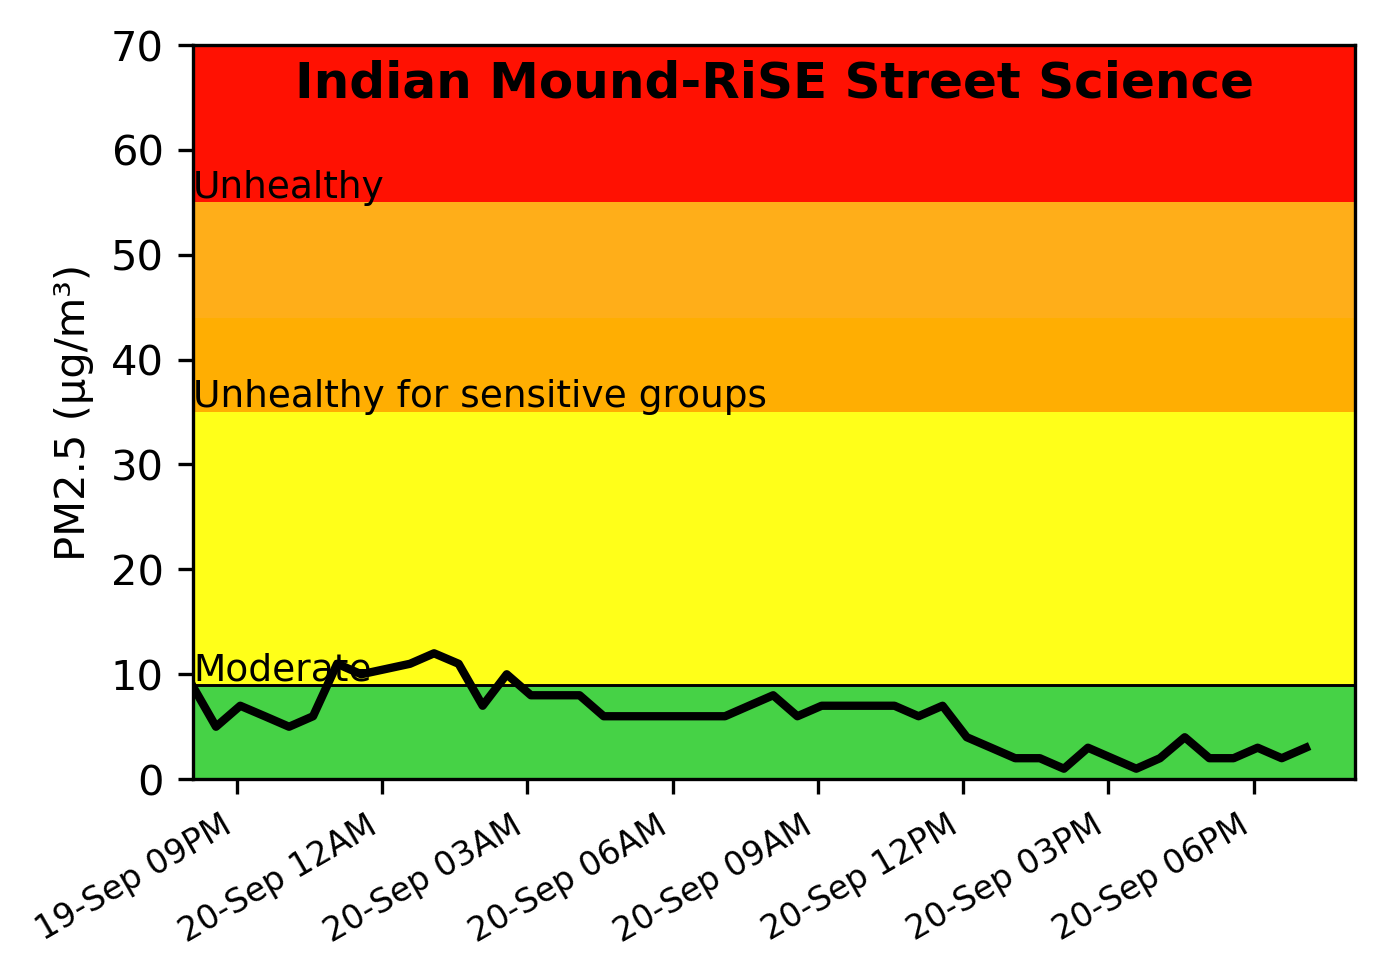 Indian Mound-RiSE Street Science
PM2.5 (µg/m³)
70
60
50
40
30
20
10
0
Unhealthy
Unhealthy for sensitive groups
Moderate
19-Sep 09PM
20-Sep 12AM
20-Sep 03AM
20-Sep 06AM
20-Sep 09AM
20-Sep 12PM
20-Sep 03PM
20-Sep 06PM